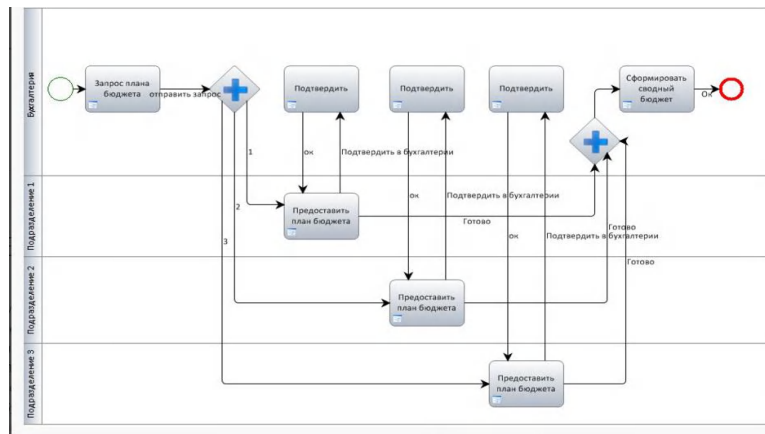 Бухгалтерия
Запрос плана
бюджета
отправить запрос
Подтвердить
Подтвердить
Подтвердить
Сформировать
сводный
бюджет
Ок
1
ок
Подтвердить в бухгалтерии
2
ок
Подтвердить в бухгалтерии
3
ок
Подтвердить в бухгалтерии
Подразделение 1
Предоставить
план бюджета
Готово
Готово
Готово
Подразделение 2
Предоставить
план бюджета
Подразделение 3
Предоставить
план бюджета